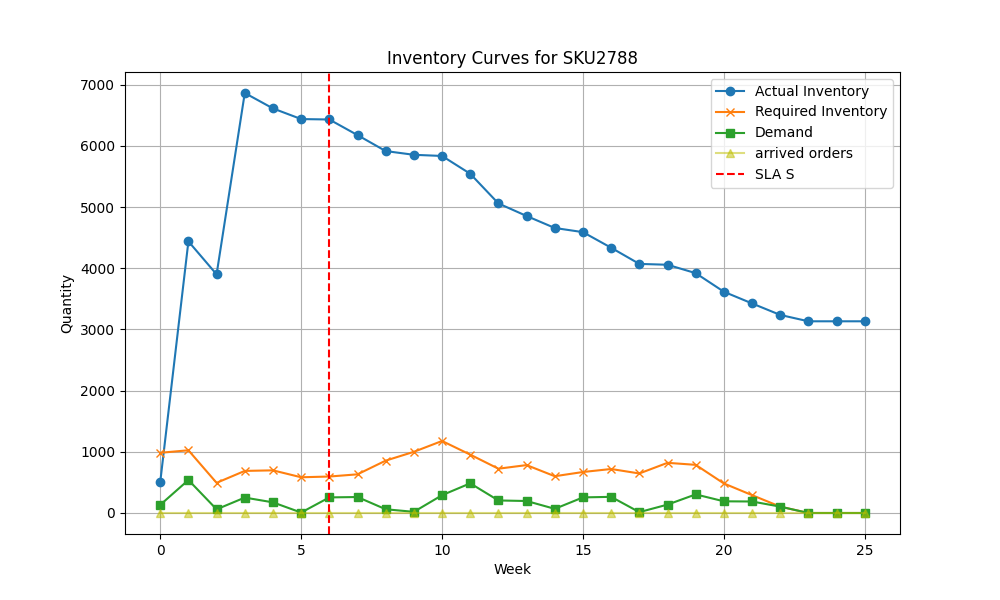 Inventory Curves for SKU2788
Actual Inventory
Required Inventory
Demand
arrived orders
SLA S
Quantity
7000
6000
5000
4000
3000
2000
1000
0
0 5 10 15 20 25
Week